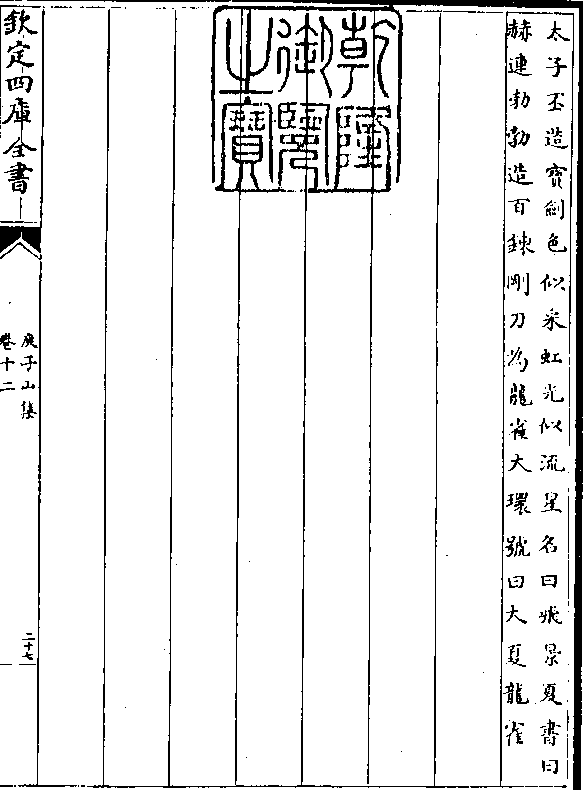 太子丕造寳劍色似采虹光似流星名曰飛景夏書曰
赫連勃勃造百錬剛刀為龍雀大環號曰大夏龍雀
乾隆御覽之寳
欽定四庫全書
庾子山集
卷十二
二十七